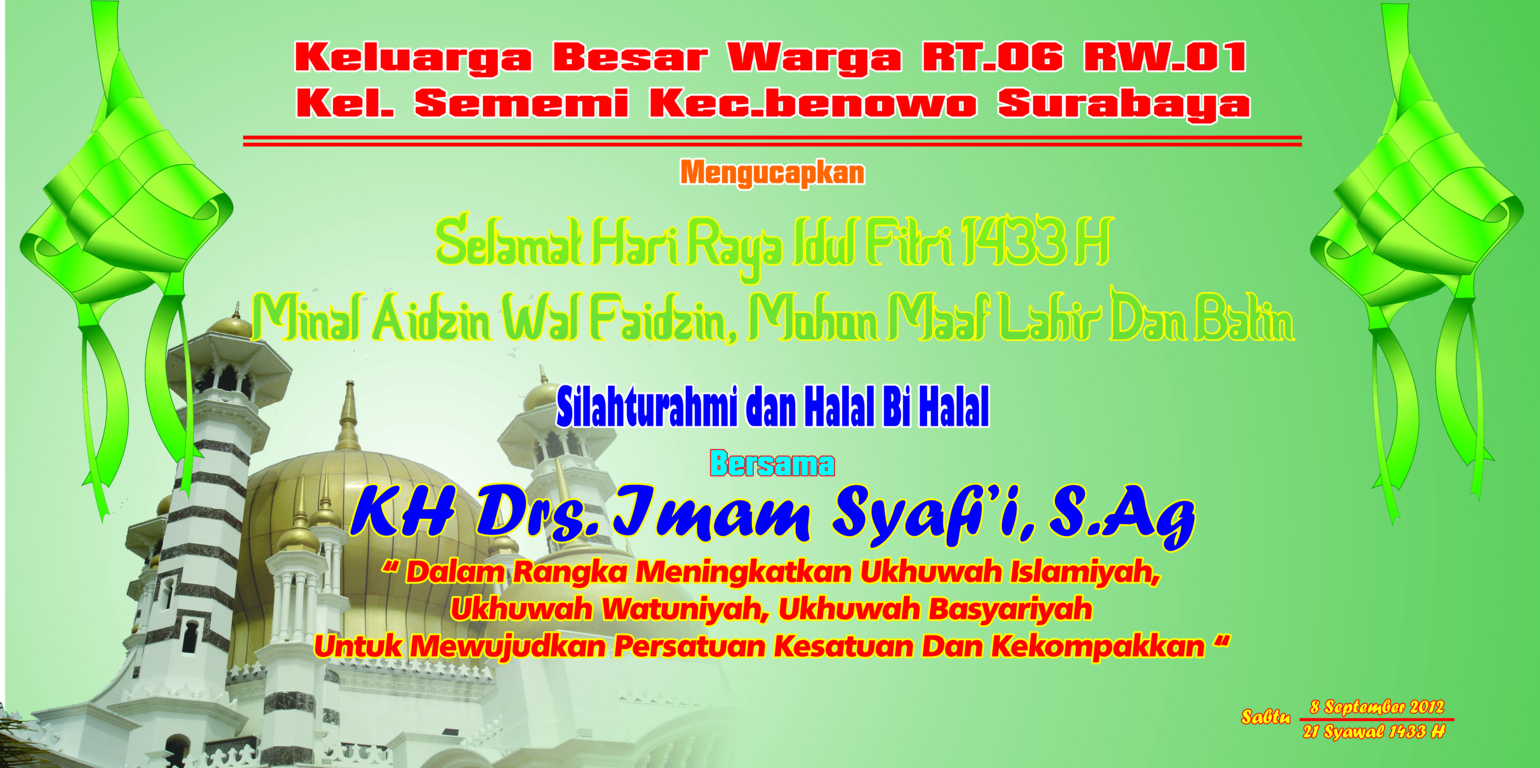 Keluarga Besar Warga RT.06 RW.01
Kel. Sememi Kec.benowo Surabaya
Mengucapkan
Selamat Hari Raya Idul Fitri 1433 H
Minal Aidzin Wal Faidzin, Mohon Maaf Lahir Dan Batin
Silahturahmi dan Halal Bi Halal
Bersama
KH Drs. Imam Syafi’i, S.Ag
“ Dalam Rangka Meningkatkan Ukhuwah Islamiyah,
Ukhuwah Watuniyah, Ukhuwah Basyariyah
Untuk Mewujudkan Persatuan Kesatuan Dan Kekompakkan “
Sabtu
8 September 2012
21 Syawal 1433 H